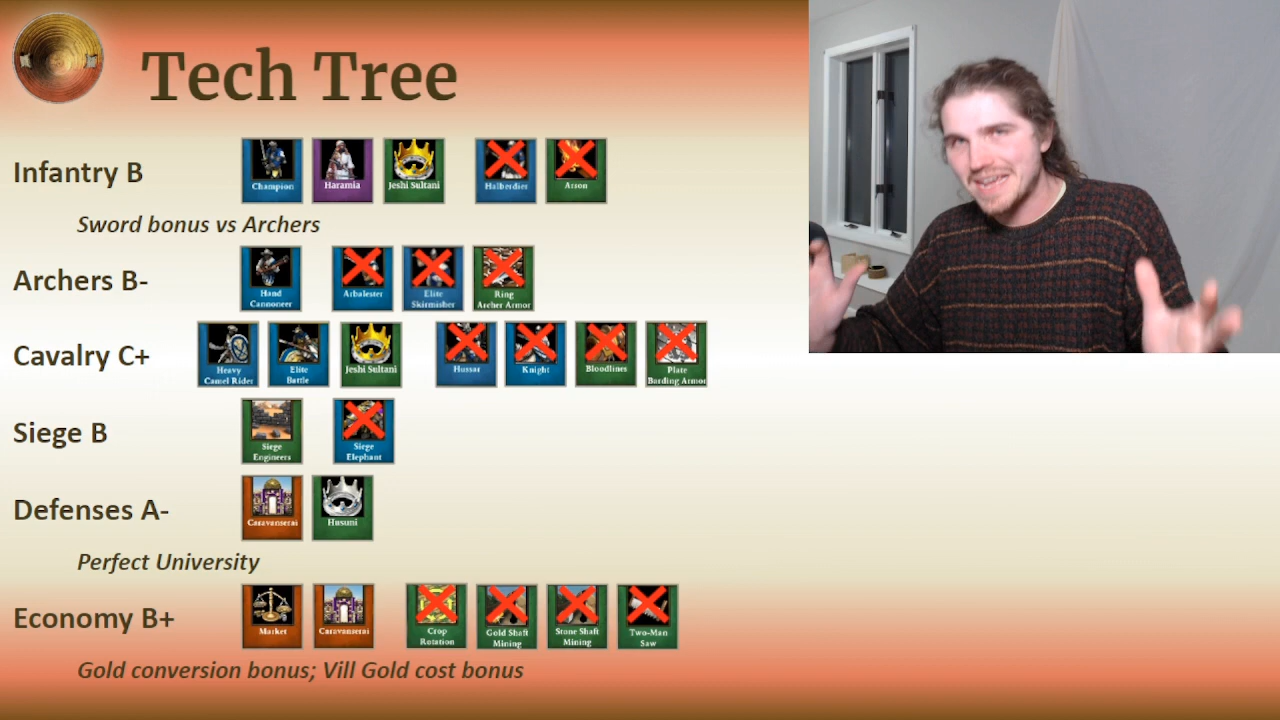 Tech Tree
Infantry B
Champion
Haramia
Jeshi Sultani
Halberdier
Arson
Sword bonus vs Archers
Archers B-
Hand Cannoneer
Arbalester
Elite Skirmisher
Ring Archer Armor
Cavalry C+
Heavy Camel Rider
Elite Battle
Jeshi Sultani
Hussar
Knight
Bloodlines
Plate Barding Armor
Siege B
Siege Engineers
Siege Elephant
Defenses A-
Caravanserai
Husuni
Perfect University
Economy B+
Market
Caravanserai
Crop Rotation
Gold Shaft Mining
Stone Shaft Mining
Two-Man Saw
Gold conversion bonus; Vill Gold cost bonus